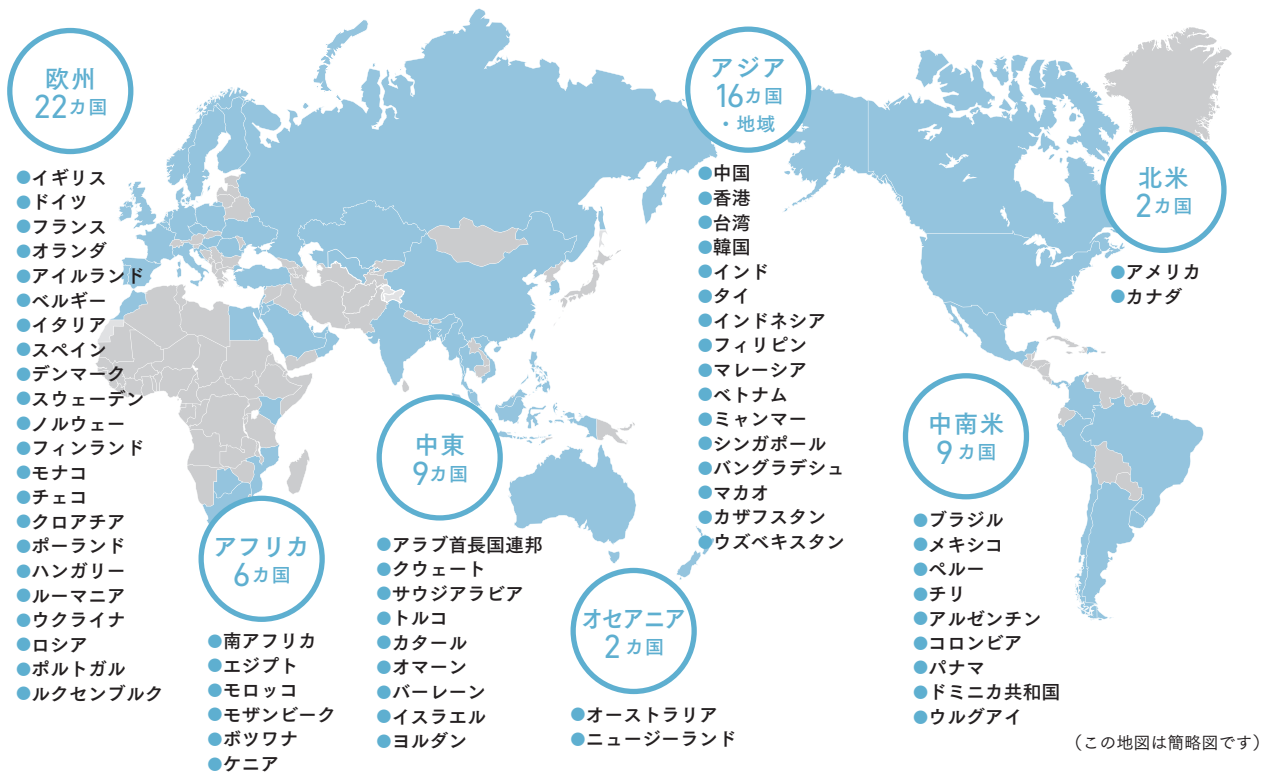 欧州
22カ国
●イギリス
●ドイツ
●フランス
●オランダ
●アイルランド
●ベルギー
●イタリア
●スペイン
●デンマーク
●スウェーデン
●ノルウェー
●フィンランド
●モナコ
●チェコ
●クロアチア
●ポーランド
●ハンガリー
●ルーマニア
●ウクライナ
●ロシア
●ポルトガル
●ルクセンブルク
アフリカ
6カ国
●南アフリカ
●エジプト
●モロッコ
●モザンビーク
●ボツワナ
●ケニア
中東
9カ国
●アラブ首長国連邦
●クウェート
●サウジアラビア
●トルコ
●カタール
●オマーン
●バーレーン
●イスラエル
●ヨルダン
オセアニア
2カ国
●オーストラリア
●ニュージーランド
アジア
16カ国
・地域
●中国
●香港
●台湾
●韓国
●インド
●タイ
●インドネシア
●フィリピン
●マレーシア
●ベトナム
●ミャンマー
●シンガポール
●バングラデシュ
●マカオ
●カザフスタン
●ウズベキスタン
北米
2カ国
●アメリカ
●カナダ
中南米
9カ国
●ブラジル
●メキシコ
●ペルー
●チリ
●アルゼンチン
●コロンビア
●パナマ
●ドミニカ共和国
●ウルグアイ
（この地図は簡略図です）